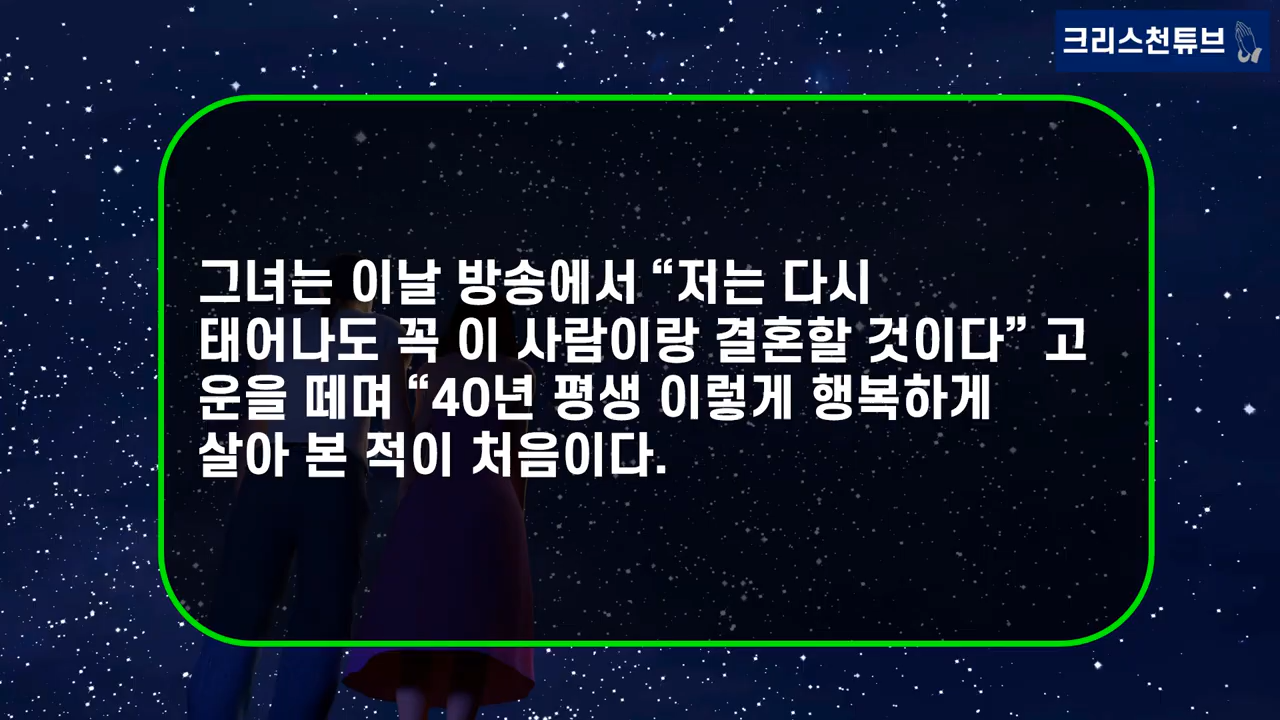 크리스천튜브
그녀는 이날 방송에서 “저는 다시
태어나도 꼭 이 사람이랑 결혼할 것이다” 고
운을 떼며 “40년 평생 이렇게 행복하게
살아 본 적이 처음이다.